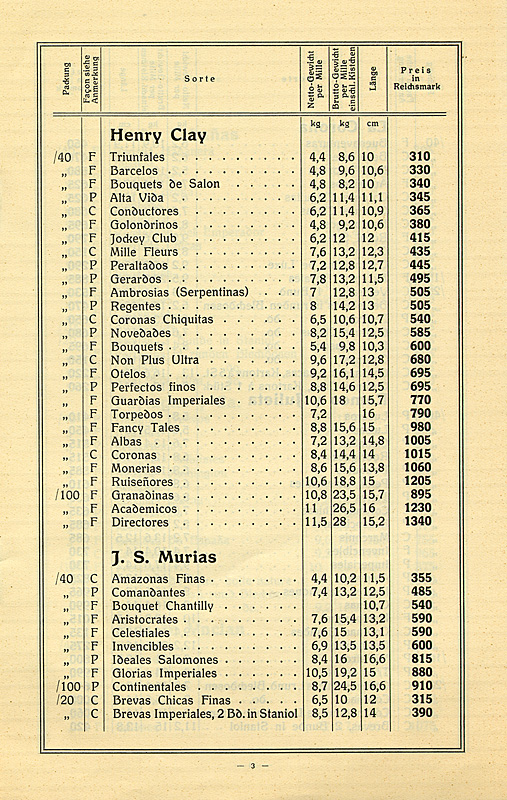 Packung Façon siehe Anmerkung Sorte Netto-Gewicht per Mille Brutto-Gewicht per Mille einschl. Kistchen Länge Preis in Reichsmark
kg kg cm
Henry Clay
/40 F Triunfales 4,4 8,6 10 310
„ F Barcelos 4,8 9,6 10,6 330
„ F Bouquets de Salon 4,8 8,2 10 340
„ P Alta Vida 6,2 11,4 11,1 345
„ C Conductores 6,2 11,4 10,9 365
„ F Golondrinos 4,8 9,2 10,6 380
„ F Jockey Club 6,2 12 12 415
„ C Mille Fleurs 7,6 13,2 12,3 435
„ P Peraltados 7,2 12,8 12,7 445
„ P Gerardos 7,8 13,2 11,5 495
„ F Ambrosias (Serpentinas) 7 12,8 13 505
„ P Regentes 8 14,2 13 505
„ C Coronas Chiquitas 6,5 10,6 10,7 540
„ P Novedades 8,2 15,4 12,5 585
„ F Bouquets 5,4 9,8 10,3 600
„ C Non Plus Ultra 9,6 17,2 12,8 680
„ F Otelos 9,2 16,1 14,5 695
„ P Perfectos finos 8,8 14,6 12,5 695
„ F Guardias Imperiales 10,6 18 15,7 770
„ F Torpedos 7,2 16 790
„ F Fancy Tales 8,8 15,6 15 980
„ F Albas 7,2 13,2 14,8 1005
„ C Coronas 8,4 14,4 14 1015
„ F Monerias 8,6 15,6 13,8 1060
„ F Ruiseñores 10,6 18,8 15 1205
/100 F Granadinas 10,8 23,5 15,7 895
„ F Academicos 11 26,5 16 1230
„ F Directores 11,5 28 15,2 1340
J. S. Murias
/40 C Amazonas Finas 4,4 10,2 11,5 355
„ P Comandantes 7,4 13,2 12,5 485
„ F Bouquet Chantilly 10,7 540
„ F Aristocrates 7,6 15,4 13,2 590
„ F Celestiales 7,6 15 13,1 590
„ F Invencibles 6,9 13,5 13,5 600
„ P Ideales Salomones 8,4 16 16,6 815
„ F Glorias Imperiales 10,5 19,2 15 880
/100 P Continentales 8,7 24,5 16,6 910
/20 C Brevas Chicas Finas 6,5 10 12 315
„ C Brevas Imperiales, 2 Bd. in Staniol 8,5 12,8 14 390
— 3 —